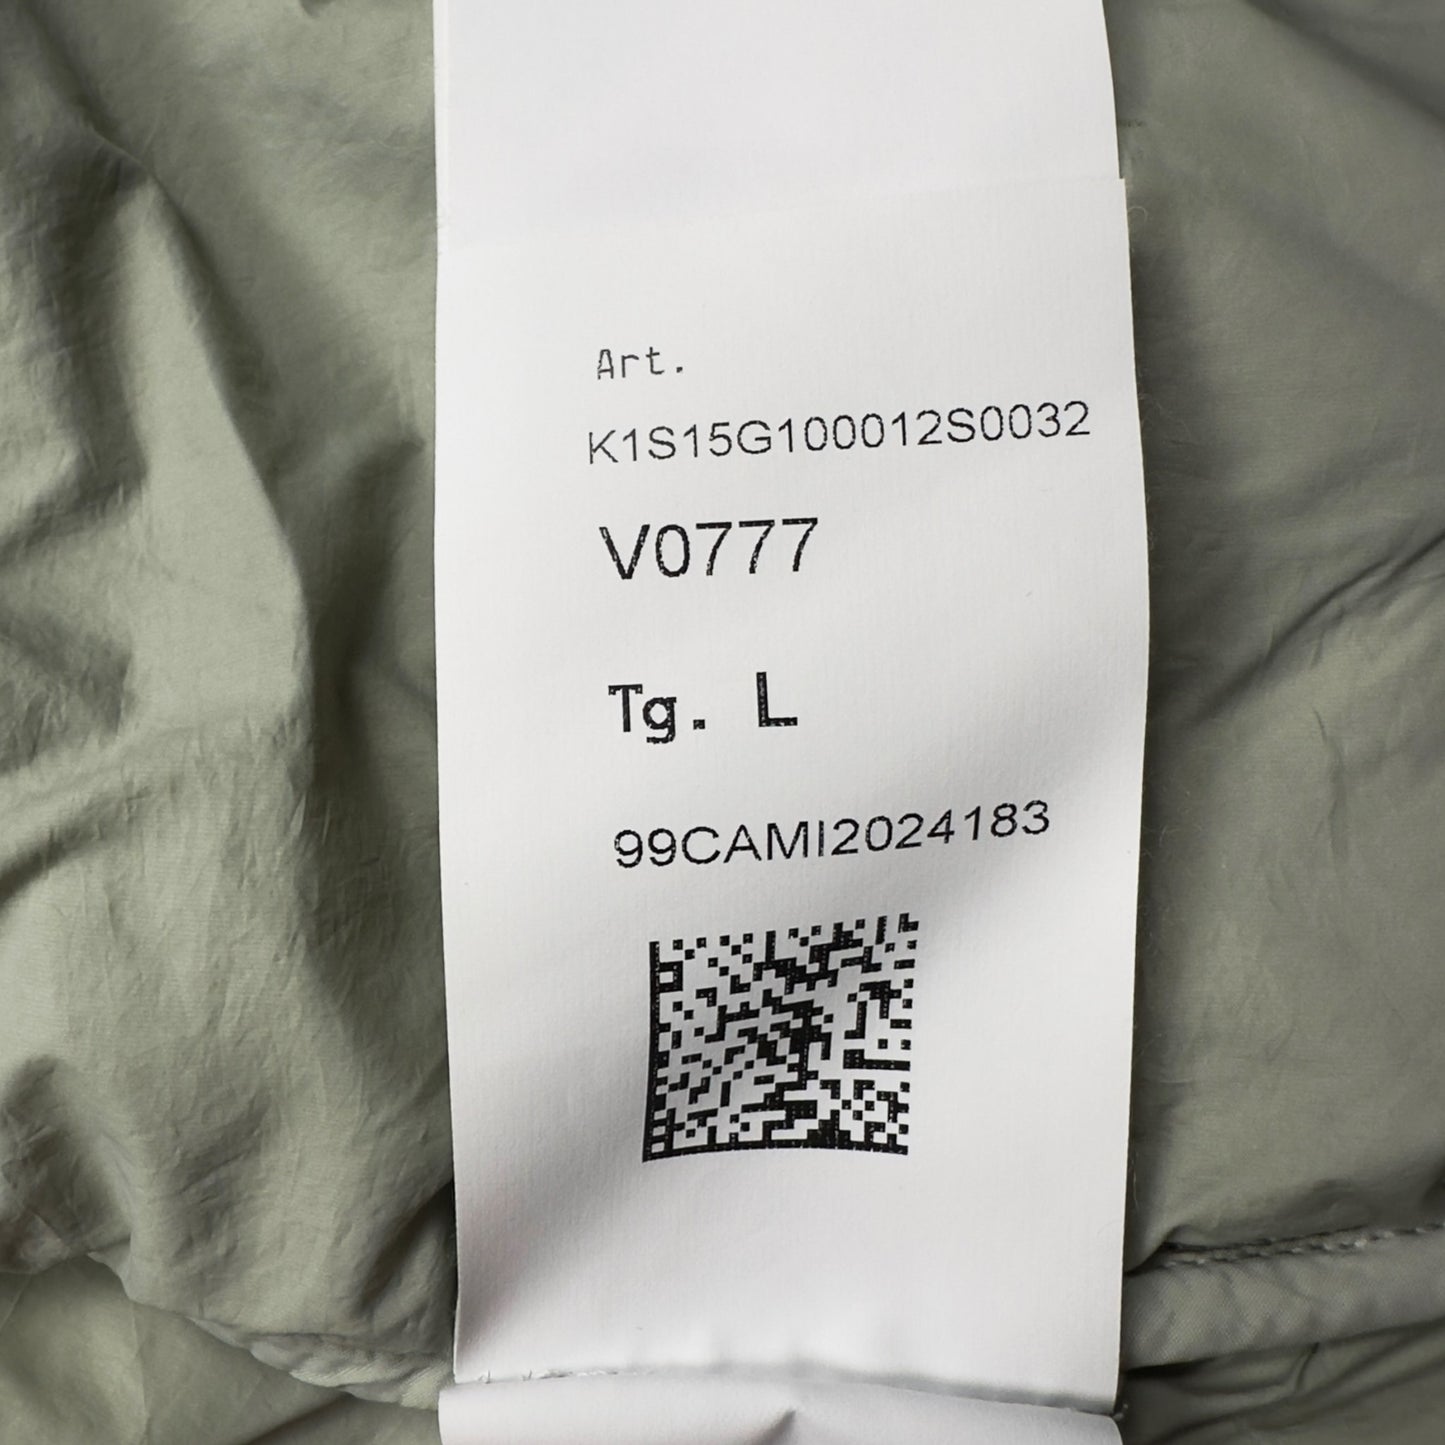 Art.
K1S15G100012S0032
V0777
Tg. L
99CAMI2024183